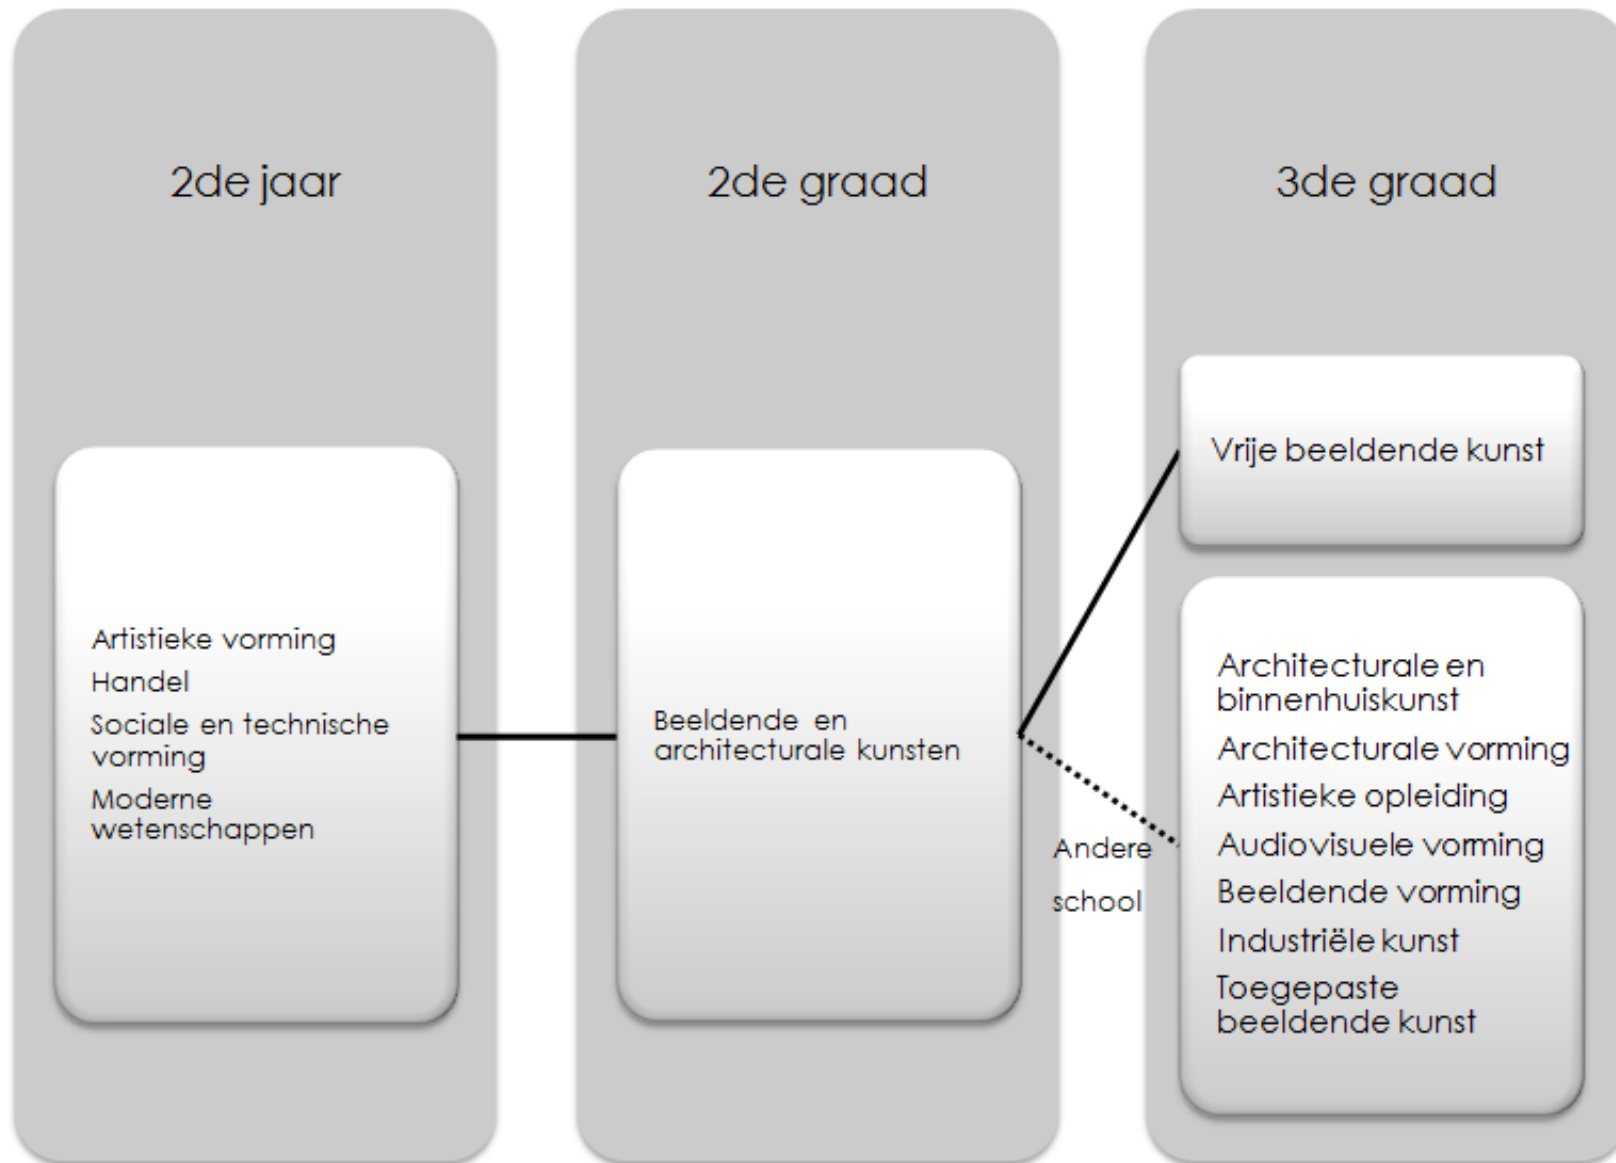 2de jaar
Artistieke vorming
Handel
Sociale en technische
vorming
Moderne
wetenschappen
2de graad
Beeldende en
architecturale kunsten
Andere
school
3de graad
Vrije beeldende kunst
Architecturale en
binnenhuiskunst
Architecturale vorming
Artistieke opleiding
Audiovisuele vorming
Beeldende vorming
Industriële kunst
Toegepaste
beeldende kunst